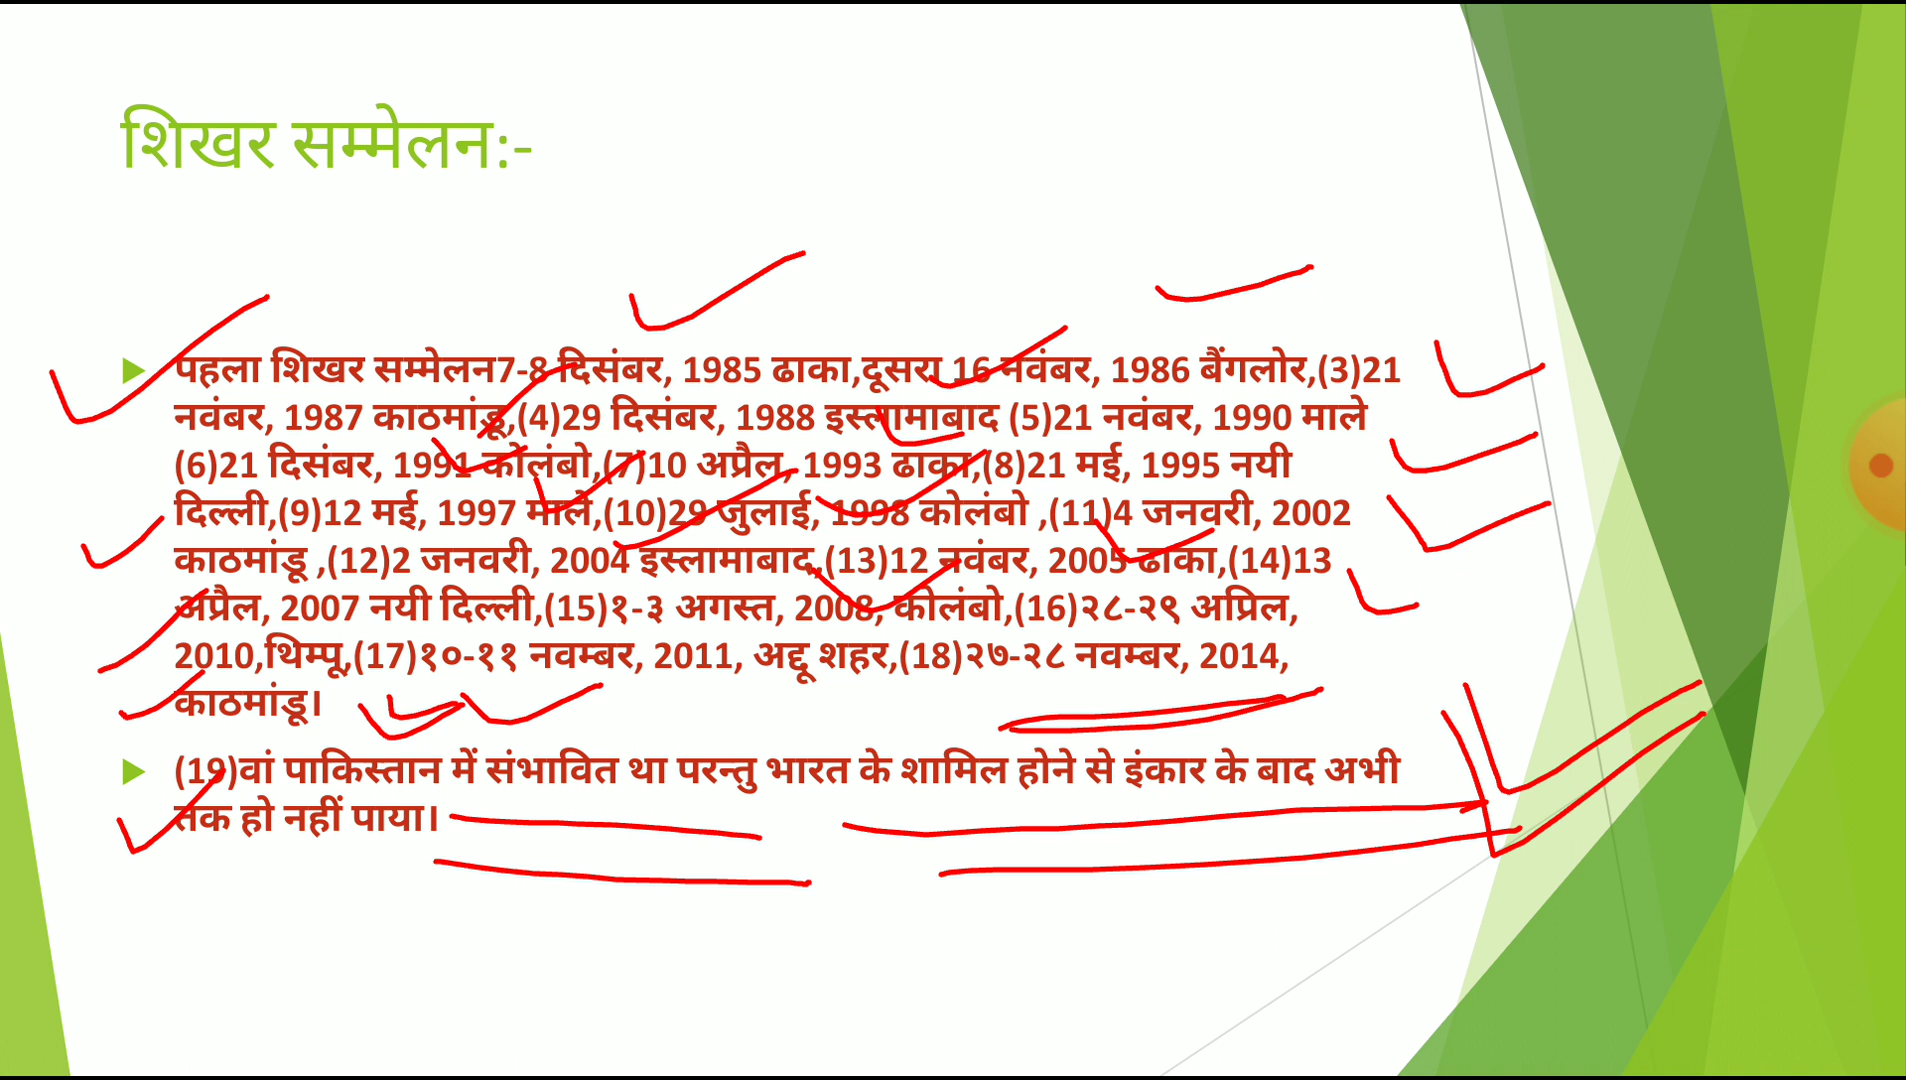 शिखर सम्मेलन:-
पहला शिखर सम्मेलन7-8 दिसंबर, 1985 ढाका,दूसरा 16 नवंबर, 1986 बैंगलोर,(3)21
नवंबर, 1987 काठमांडू,(4)29 दिसंबर, 1988 इस्लामाबाद (5)21 नवंबर, 1990 माले
(6)21 दिसंबर, 1991 कोलंबो,(7)10 अप्रैल, 1993 ढाका,(8)21 मई, 1995 नयी
दिल्ली,(9)12 मई, 1997 माले,(10)29 जुलाई, 1998 कोलंबो ,(11)4 जनवरी, 2002
काठमांडू ,(12)2 जनवरी, 2004 इस्लामाबाद,(13)12 नवंबर, 2005 ढाका,(14)13
अप्रैल, 2007 नयी दिल्ली,(15)१-३ अगस्त, 2008, कोलंबो,(16)२८-२९ अप्रिल,
2010,थिम्पू,(17)१०-११ नवम्बर, 2011, अद्दू शहर,(18)२७-२८ नवम्बर, 2014,
काठमांडू।
(19)वां पाकिस्तान में संभावित था परन्तु भारत के शामिल होने से इंकार के बाद अभी
तक हो नहीं पाया।